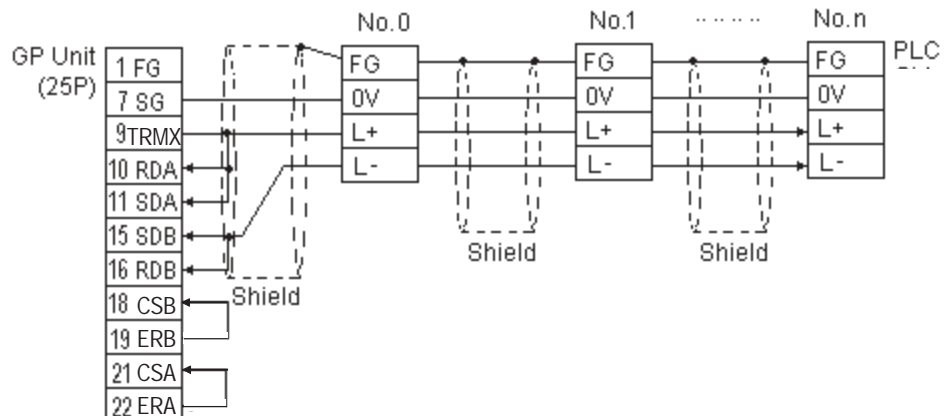 No.0 No.1 ........ No.n
GP Unit
(25P)
1 FG
7 SG
9TRMX
10 RDA
11 SDA
15 SDB
16 RDB
18 CSB
19 ERB
21 CSA
22 ERA
Shield
FG
0V
L+
L-
Shield
FG
0V
L+
L-
Shield
FG
0V
L+
L-
PLC